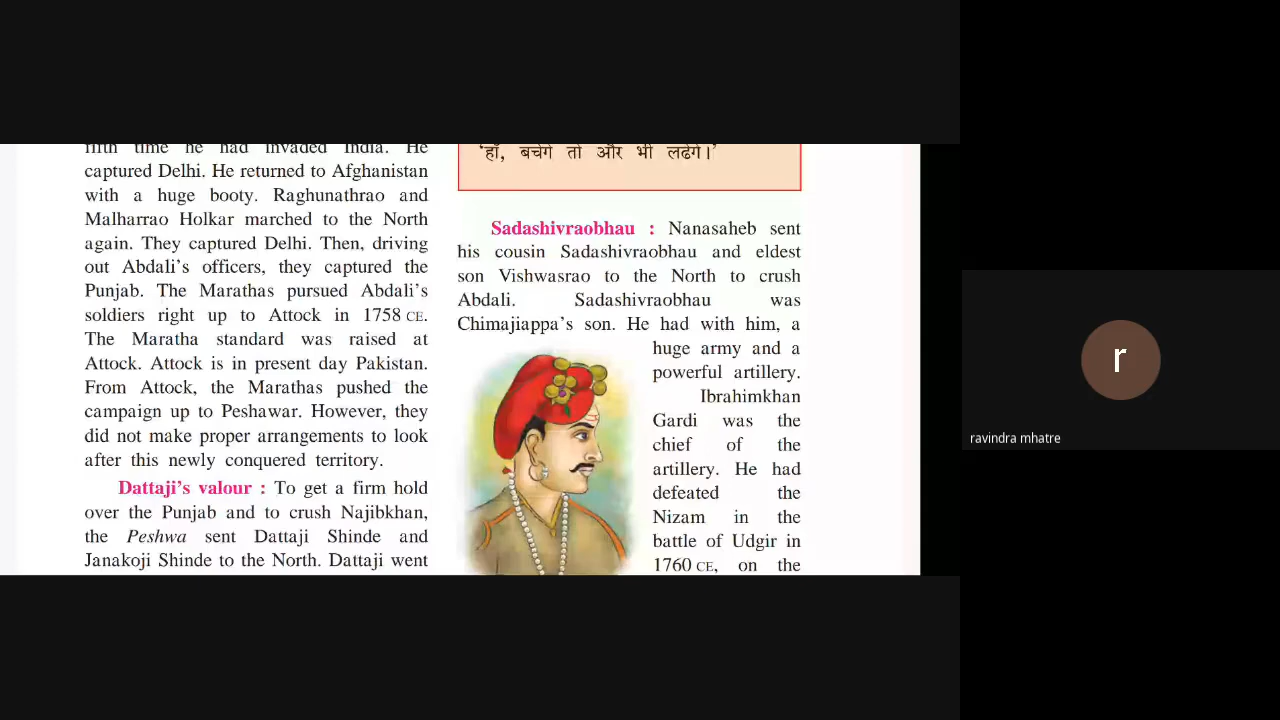 fifth time he had invaded India. He
captured Delhi. He returned to Afghanistan
with a huge booty. Raghunathrao and
Malharrao Holkar marched to the North
again. They captured Delhi. Then, driving
out Abdali’s officers, they captured the
Punjab. The Marathas pursued Abdali’s
soldiers right up to Attock in 1758 CE.
The Maratha standard was raised at
Attock. Attock is in present day Pakistan.
From Attock, the Marathas pushed the
campaign up to Peshawar. However, they
did not make proper arrangements to look
after this newly conquered territory.
Dattaji’s valour : To get a firm hold
over the Punjab and to crush Najibkhan,
the Peshwa sent Dattaji Shinde and
Janakoji Shinde to the North. Dattaji went
‘हाँ, बचेंगे तो और भी लढेंगे।’
Sadashivraobhau : Nanasaheb sent
his cousin Sadashivraobhau and eldest
son Vishwasrao to the North to crush
Abdali. Sadashivraobhau was
Chimajiappa’s son. He had with him, a
huge army and a
powerful artillery.
Ibrahimkhan
Gardi was the
chief of the
artillery. He had
defeated the
Nizam in the
battle of Udgir in
1760 CE, on the
r
ravindra mhatre